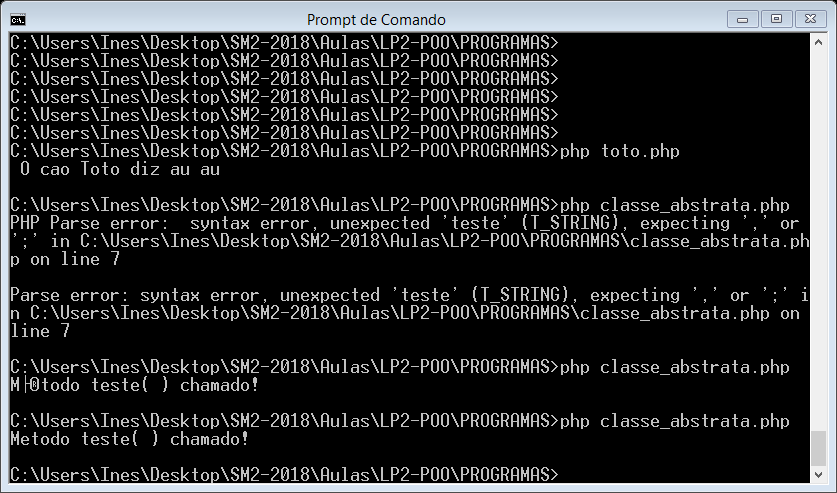 Prompt de Comando
C:\Users\Ines\Desktop\SM2-2018\Aulas\LP2-POO\PROGRAMAS>
C:\Users\Ines\Desktop\SM2-2018\Aulas\LP2-POO\PROGRAMAS>
C:\Users\Ines\Desktop\SM2-2018\Aulas\LP2-POO\PROGRAMAS>
C:\Users\Ines\Desktop\SM2-2018\Aulas\LP2-POO\PROGRAMAS>
C:\Users\Ines\Desktop\SM2-2018\Aulas\LP2-POO\PROGRAMAS>
C:\Users\Ines\Desktop\SM2-2018\Aulas\LP2-POO\PROGRAMAS>
C:\Users\Ines\Desktop\SM2-2018\Aulas\LP2-POO\PROGRAMAS>php toto.php
O cao Toto diz au au
C:\Users\Ines\Desktop\SM2-2018\Aulas\LP2-POO\PROGRAMAS>php classe_abstrata.php
PHP Parse error:  syntax error, unexpected 'teste' (T_STRING), expecting ',' or
';' in C:\Users\Ines\Desktop\SM2-2018\Aulas\LP2-POO\PROGRAMAS\classe_abstrata.ph
p on line 7
Parse error: syntax error, unexpected 'teste' (T_STRING), expecting ',' or ';' i
n C:\Users\Ines\Desktop\SM2-2018\Aulas\LP2-POO\PROGRAMAS\classe_abstrata.php on
line 7
C:\Users\Ines\Desktop\SM2-2018\Aulas\LP2-POO\PROGRAMAS>php classe_abstrata.php
M├®todo teste( ) chamado!
C:\Users\Ines\Desktop\SM2-2018\Aulas\LP2-POO\PROGRAMAS>php classe_abstrata.php
Metodo teste( ) chamado!
C:\Users\Ines\Desktop\SM2-2018\Aulas\LP2-POO\PROGRAMAS>